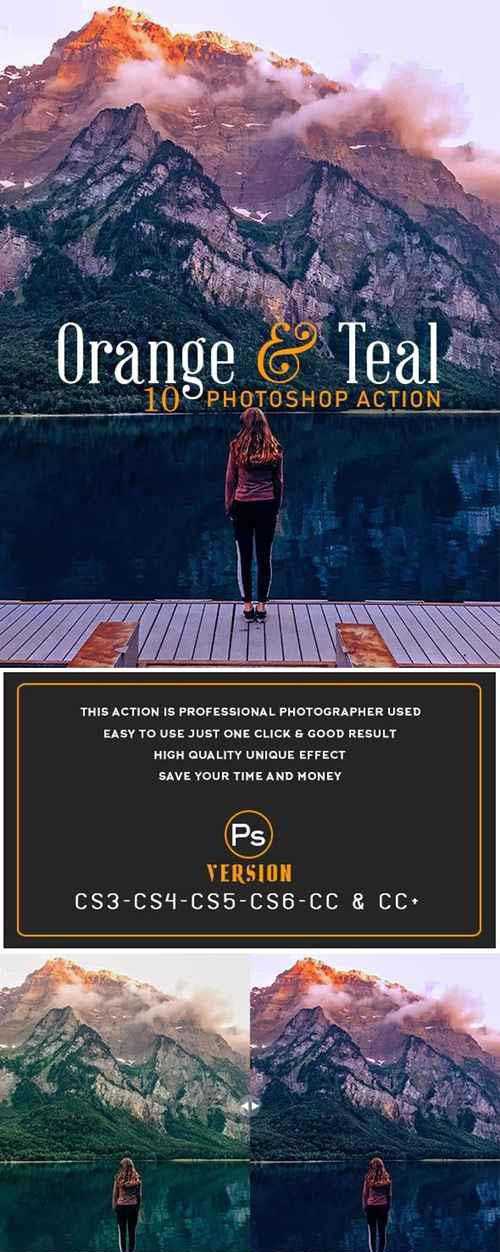 Orange & Teal
10 PHOTOSHOP ACTION
THIS ACTION IS PROFESSIONAL PHOTOGRAPHER USED
EASY TO USE JUST ONE CLICK & GOOD RESULT
HIGH QUALITY UNIQUE EFFECT
SAVE YOUR TIME AND MONEY
Ps
VERSION
CS3-CS4-CS5-CS6-CC & CC+